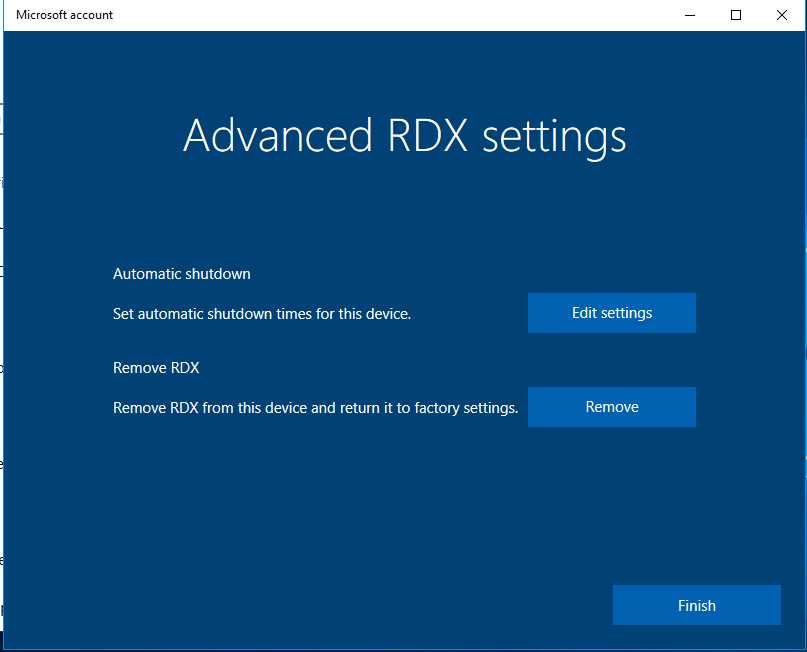 Microsoft account
Advanced RDX settings
Automatic shutdown
Set automatic shutdown times for this device.
Edit settings
Remove RDX
Remove RDX from this device and return it to factory settings.
Remove
Finish